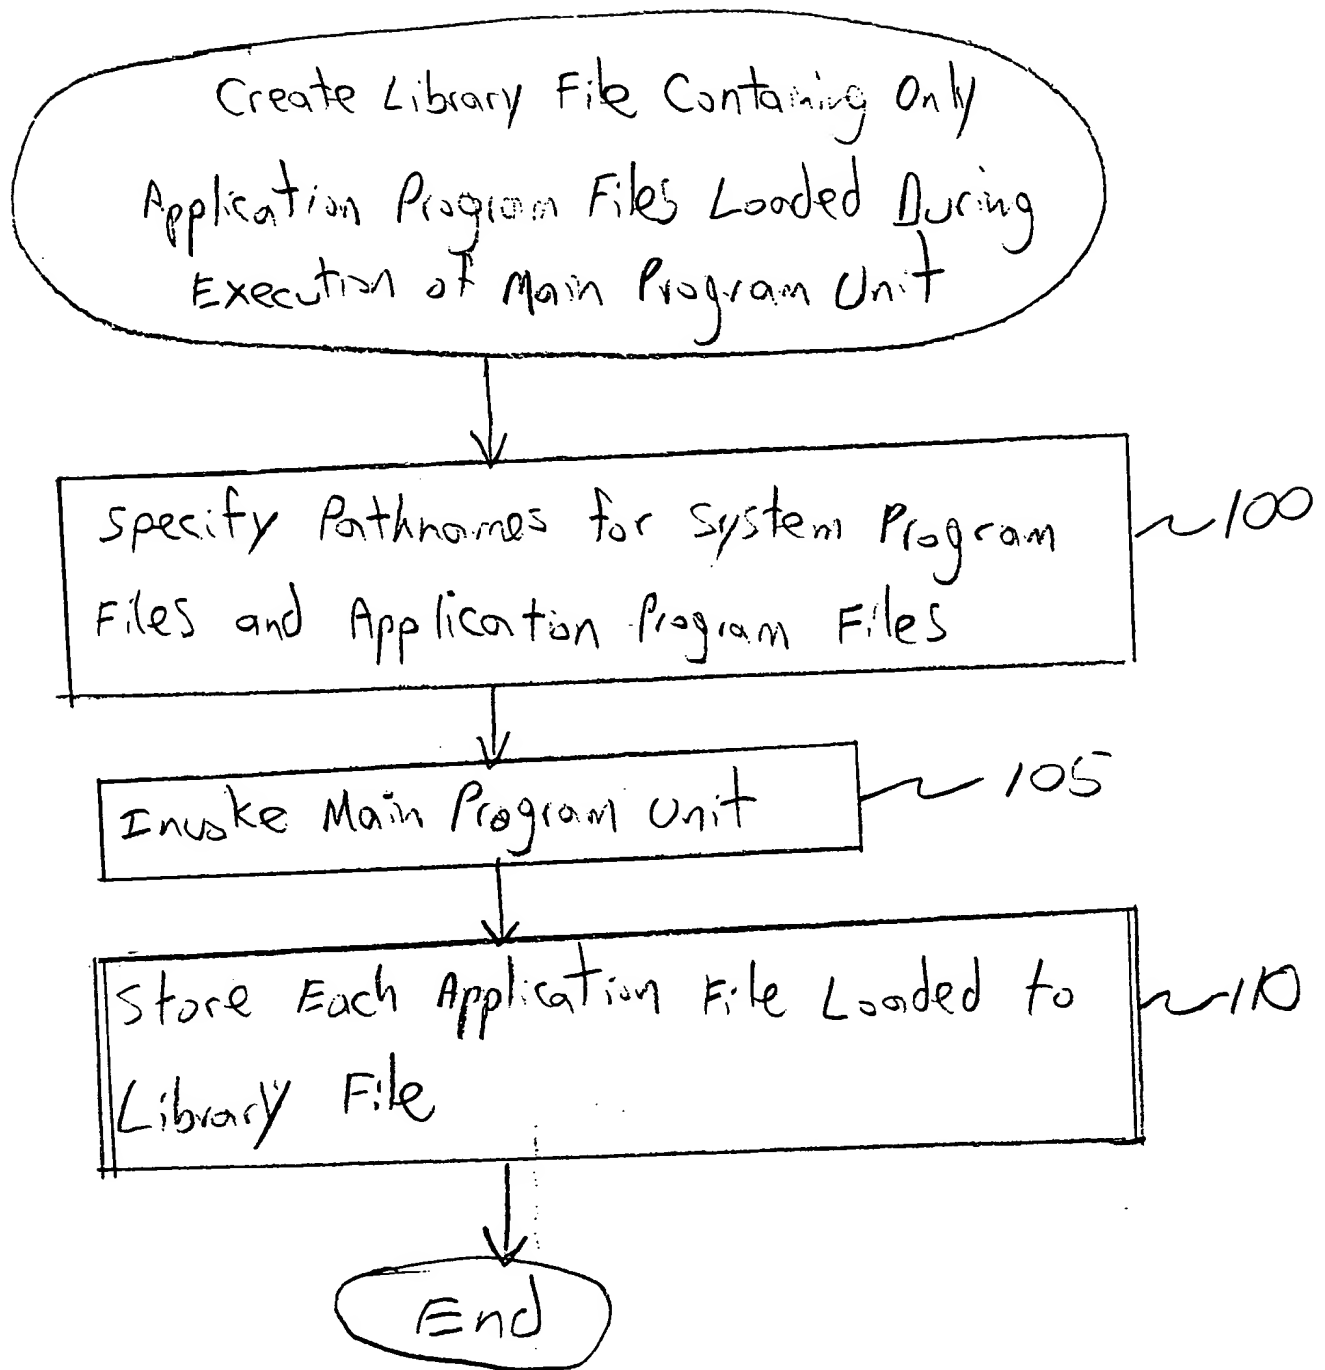 Create Library File Containing Only
Application Program Files Loaded During
Execution of Main Program Unit
Specify Pathnames for System Program
Files and Application Program Files
100
Invoke Main Program Unit
105
Store Each Application File Loaded to
Library File
110
End